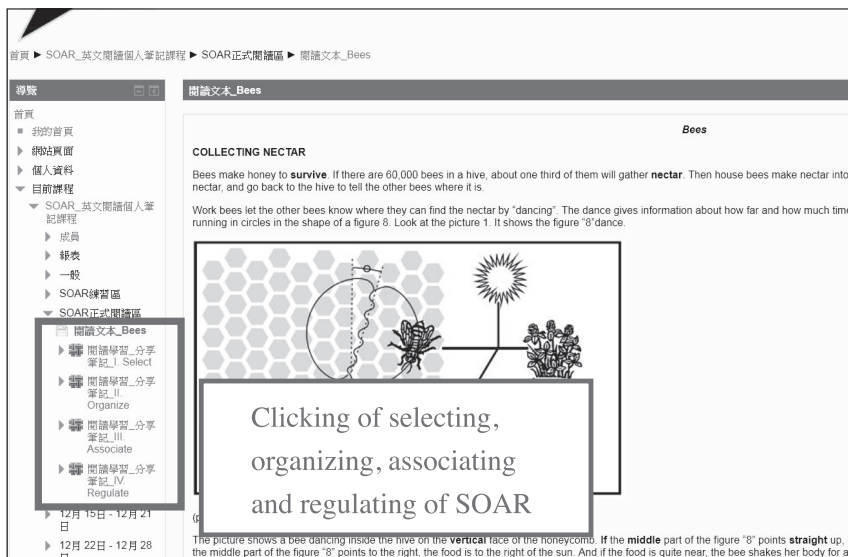 首頁 ► SOAR_英文閱讀個人筆記課程 ► SOAR正式閱讀區 ► 閱讀文本_Bees
導覽
首頁
我的首頁
網站頁面
個人資料
目前課程
SOAR_英文閱讀個人筆
記課程
成員
報表
一般
SOAR練習區
SOAR正式閱讀區
閱讀文本_Bees
閱讀學習_分享
筆記_I. Select
閱讀學習_分享
筆記_II.
Organize
閱讀學習_分享
筆記_III.
Associate
閱讀學習_分享
筆記_IV.
Regulate
12月 15日 - 12月 21
日
12月 22日 - 12月 28
閱讀文本_Bees
Bees
COLLECTING NECTAR
Bees make honey to survive. If there are 60,000 bees in a hive, about one third of them will gather nectar. Then house bees make nectar into
nectar, and go back to the hive to tell the other bees where it is.
Work bees let the other bees know where they can find the nectar by “dancing”. The dance gives information about how far and how much time
running in circles in the shape of a figure 8. Look at the picture 1. It shows the figure “8”dance.
Clicking of selecting,
organizing, associating
and regulating of SOAR
The picture shows a bee dancing inside the hive on the vertical face of the honeycomb. If the middle part of the figure “8” points straight up,
the middle part of the figure “8” points to the right, the food is to the right of the sun. And if the food is quite near, the bee shakes her body for a